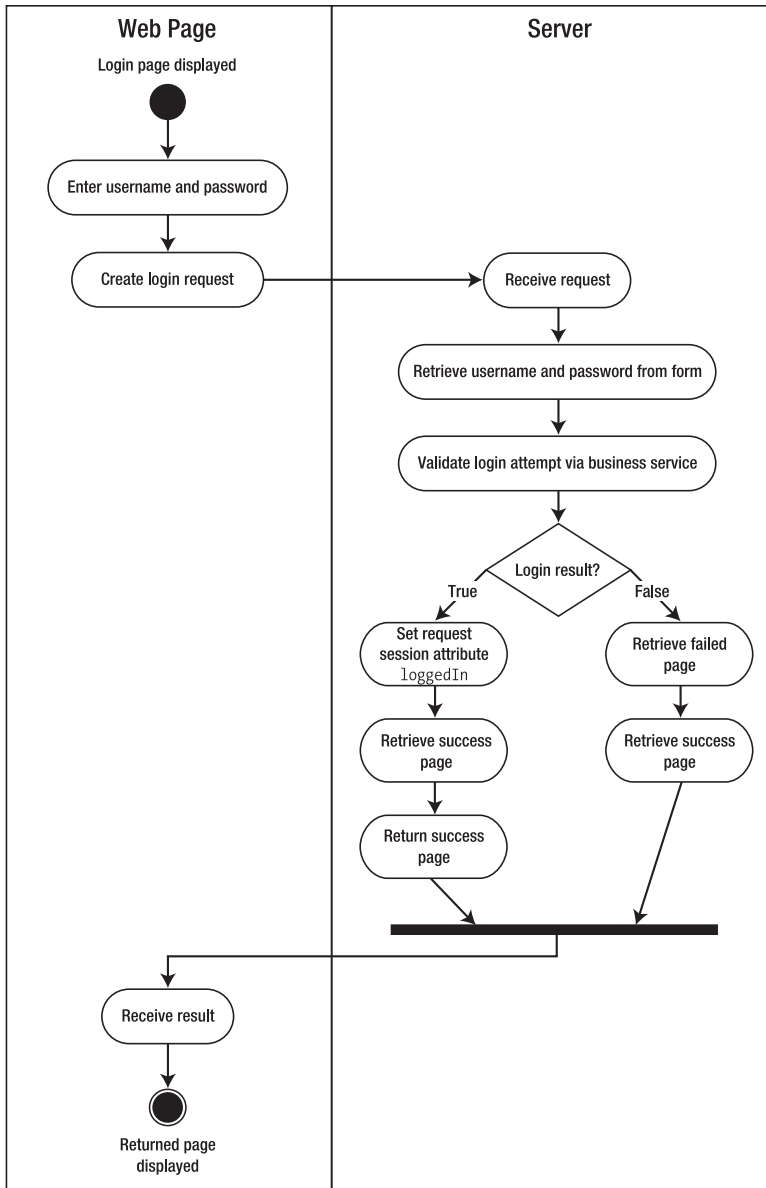 Web Page
Server
Login page displayed
Enter username and password
Create login request
Receive request
Retrieve username and password from form
Validate login attempt via business service
Login result?
True
False
Set request
session attribute
loggedIn
Retrieve failed
page
Retrieve success
page
Retrieve success
page
Return success
page
Receive result
Returned page
displayed